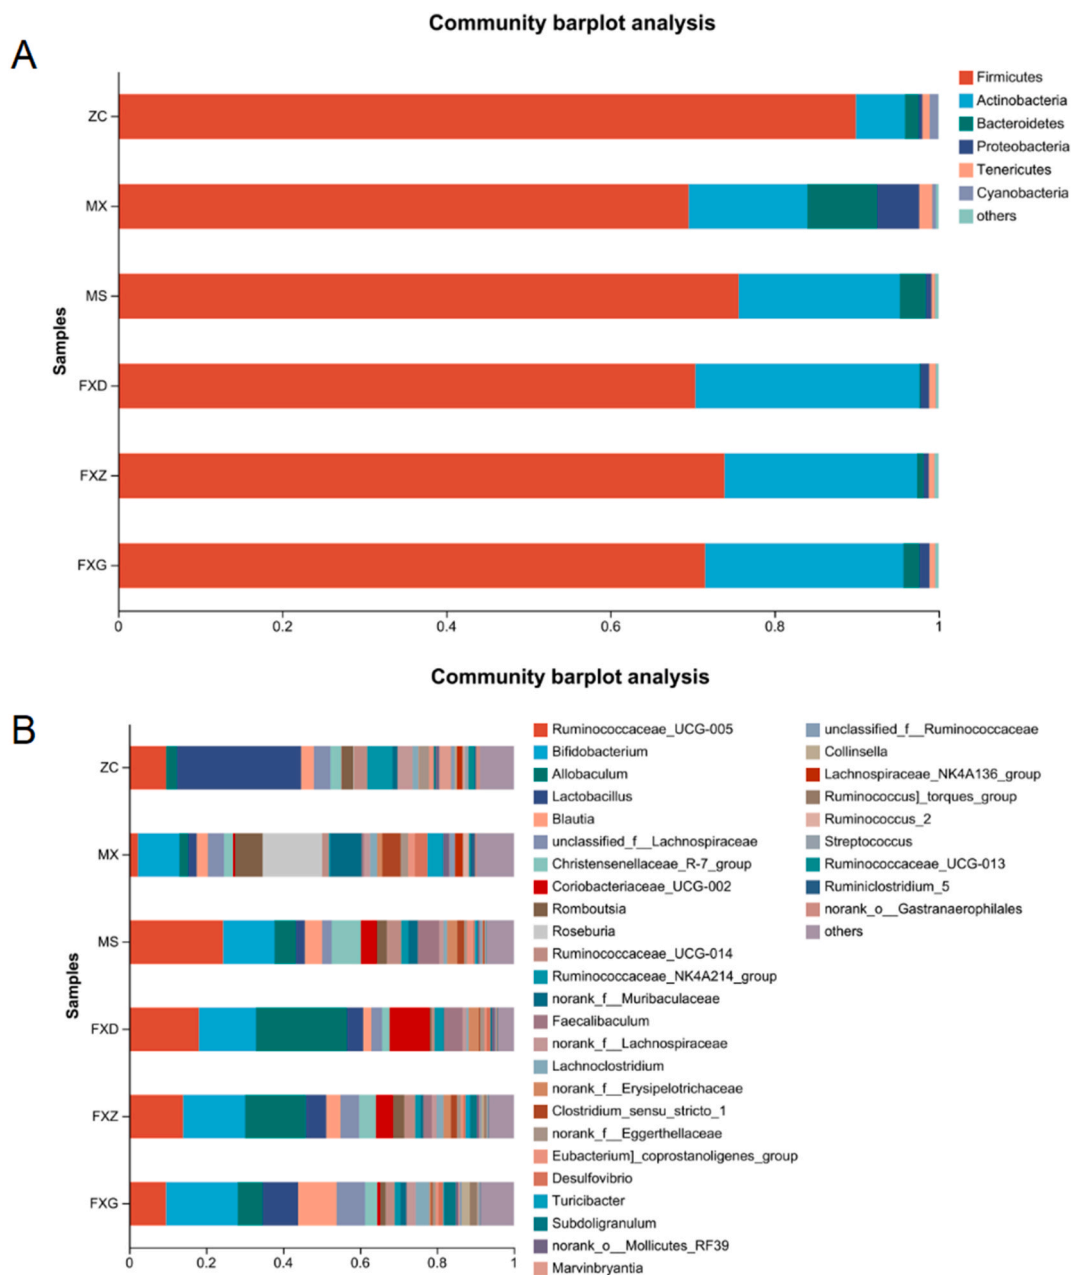 Community barplot analysis
A
Firmicutes
Actinobacteria
Bacteroidetes
Proteobacteria
Tenericutes
Cyanobacteria
others
Samples
ZC
MX
MS
FXD
FXZ
FXG
0 0.2 0.4 0.6 0.8 1
Community barplot analysis
B
Samples
ZC
MX
MS
FXD
FXZ
FXG
0 0.2 0.4 0.6 0.8 1
Ruminococcaceae_UCG-005
Bifidobacterium
Allobaculum
Lactobacillus
Blautia
unclassified_f__Lachnospiraceae
Christensenellaceae_R-7_group
Coriobacteriaceae_UCG-002
Romboutsia
Roseburia
Ruminococcaceae_UCG-014
Ruminococcaceae_NK4A214_group
norank_f__Muribaculaceae
Faecalibaculum
norank_f__Lachnospiraceae
Lachnoclostridium
norank_f__Erysipelotrichaceae
Clostridium_sensu_stricto_1
norank_f__Eggerthellaceae
Eubacterium]_coprostanoligenes_group
Desulfovibrio
Turicibacter
Subdoligranulum
norank_o__Mollicutes_RF39
Marvinbryantia
unclassified_f__Ruminococcaceae
Collinsella
Lachnospiraceae_NK4A136_group
Ruminococcus]_torques_group
Ruminococcus_2
Streptococcus
Ruminococcaceae_UCG-013
Ruminiclostridium_5
norank_o__Gastranaerophilales
others